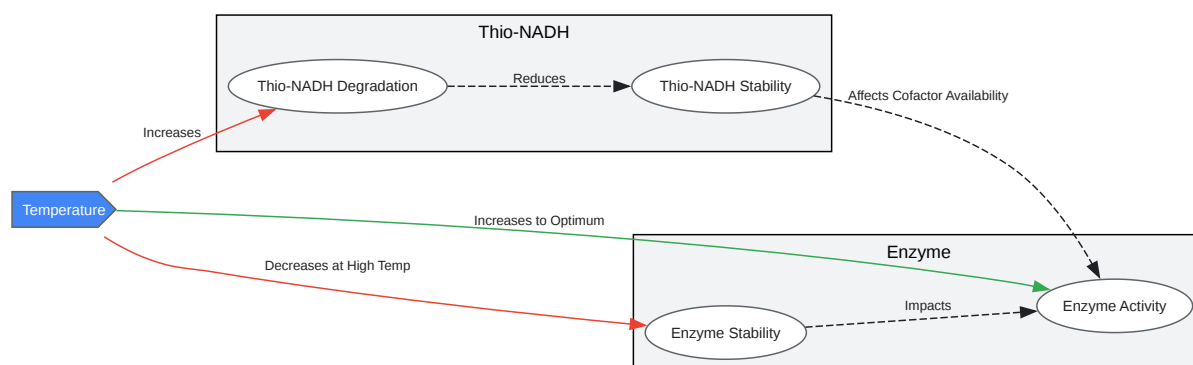 Thio-NADH
Thio-NADH Degradation
Reduces
Thio-NADH Stability
Affects Cofactor Availability
Increases
Temperature
Increases to Optimum
Decreases at High Temp
Enzyme
Enzyme Stability
Impacts
Enzyme Activity